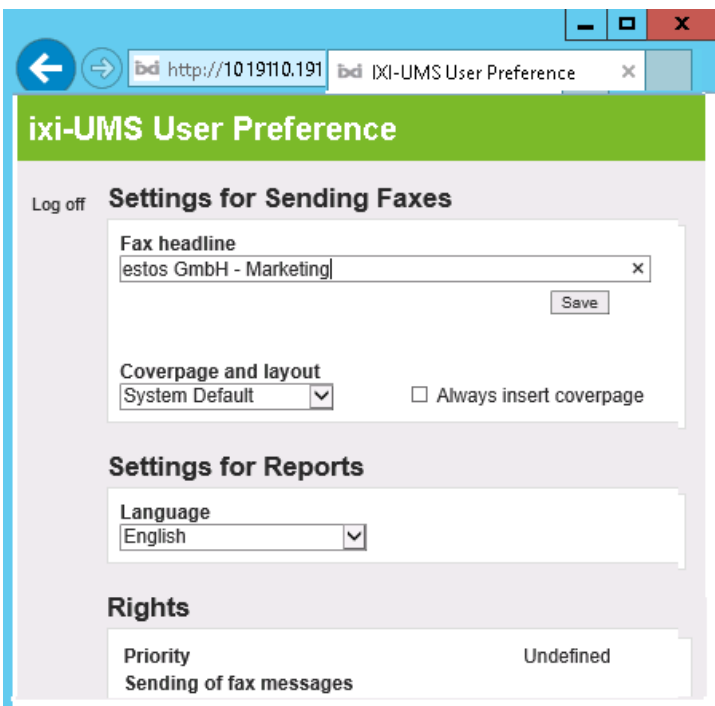 http://1019110.191
IXI-UMS User Preference
ixi-UMS User Preference
Log off
Settings for Sending Faxes
Fax headline
estos GmbH - Marketing
Save
Coverpage and layout
System Default
Always insert coverpage
Settings for Reports
Language
English
Rights
Priority Undefined
Sending of fax messages